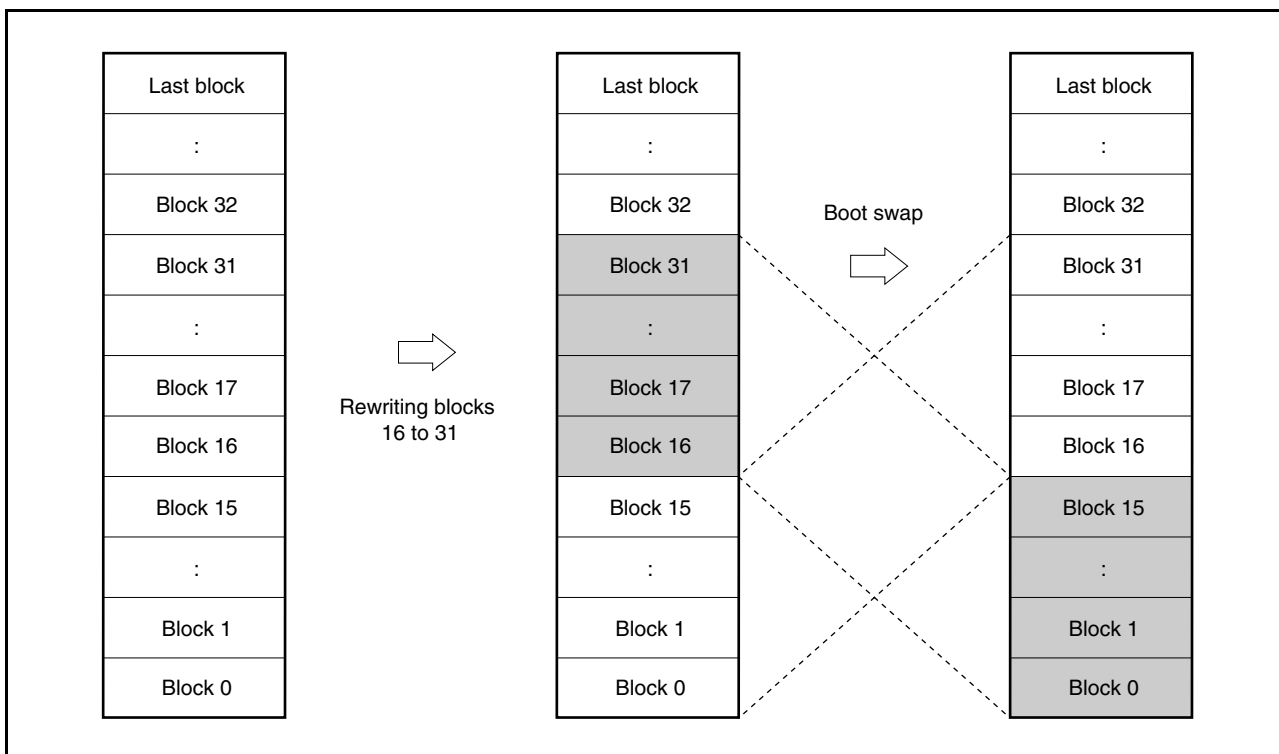 Last block
:
Block 32
Block 31
:
Block 17
Block 16
Block 15
:
Block 1
Block 0
Rewriting blocks
16 to 31
Last block
:
Block 32
Block 31
:
Block 17
Block 16
Block 15
:
Block 1
Block 0
Boot swap
Last block
:
Block 32
Block 31
:
Block 17
Block 16
Block 15
:
Block 1
Block 0